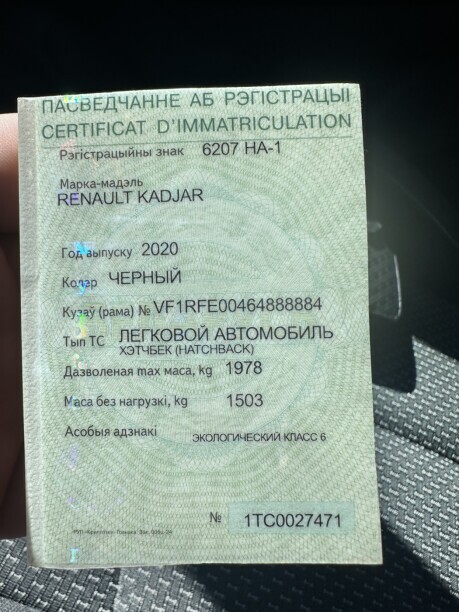 ПАСВЕДЧАННЕ АБ РЭГІСТРАЦЫІ
CERTIFICAT D'IMMATRICULATION
Рэгістрацыйны знак 6207 НА-1
Марка-мадэль
RENAULT KADJAR
Год выпуску 2020
Колэр ЧЕРНЫЙ
Кузаў (рама) № VF1RFE00464888884
Тып ТС ЛЕГКОВОЙ АВТОМОБИЛЬ
ХЭТЧБЕК (HATCHBACK)
Дазволеная max маса, kg 1978
Маса без нагрузкі, kg 1503
Асобыя адзнакі ЭКОЛОГИЧЕСКИЙ КЛАСС 6
№ 1TC0027471